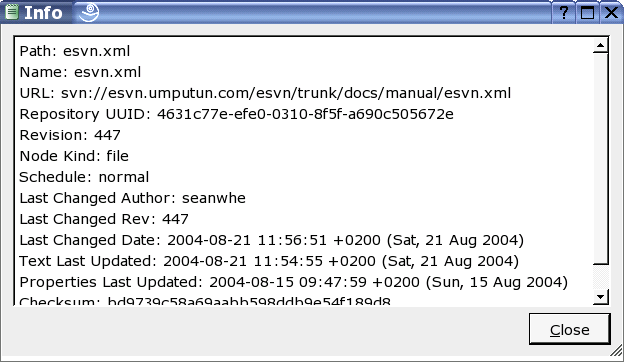 Info
Path: esvn.xml
Name: esvn.xml
URL: svn://esvn.umputun.com/esvn/trunk/docs/manual/esvn.xml
Repository UUID: 4631c77e-efe0-0310-8f5f-a690c505672e
Revision: 447
Node Kind: file
Schedule: normal
Last Changed Author: seanwhe
Last Changed Rev: 447
Last Changed Date: 2004-08-21 11:56:51 +0200 (Sat, 21 Aug 2004)
Text Last Updated: 2004-08-21 11:54:55 +0200 (Sat, 21 Aug 2004)
Properties Last Updated: 2004-08-15 09:47:59 +0200 (Sun, 15 Aug 2004)
Checksum: bd9739c58a69aabb598ddb9e54f189d8
Close